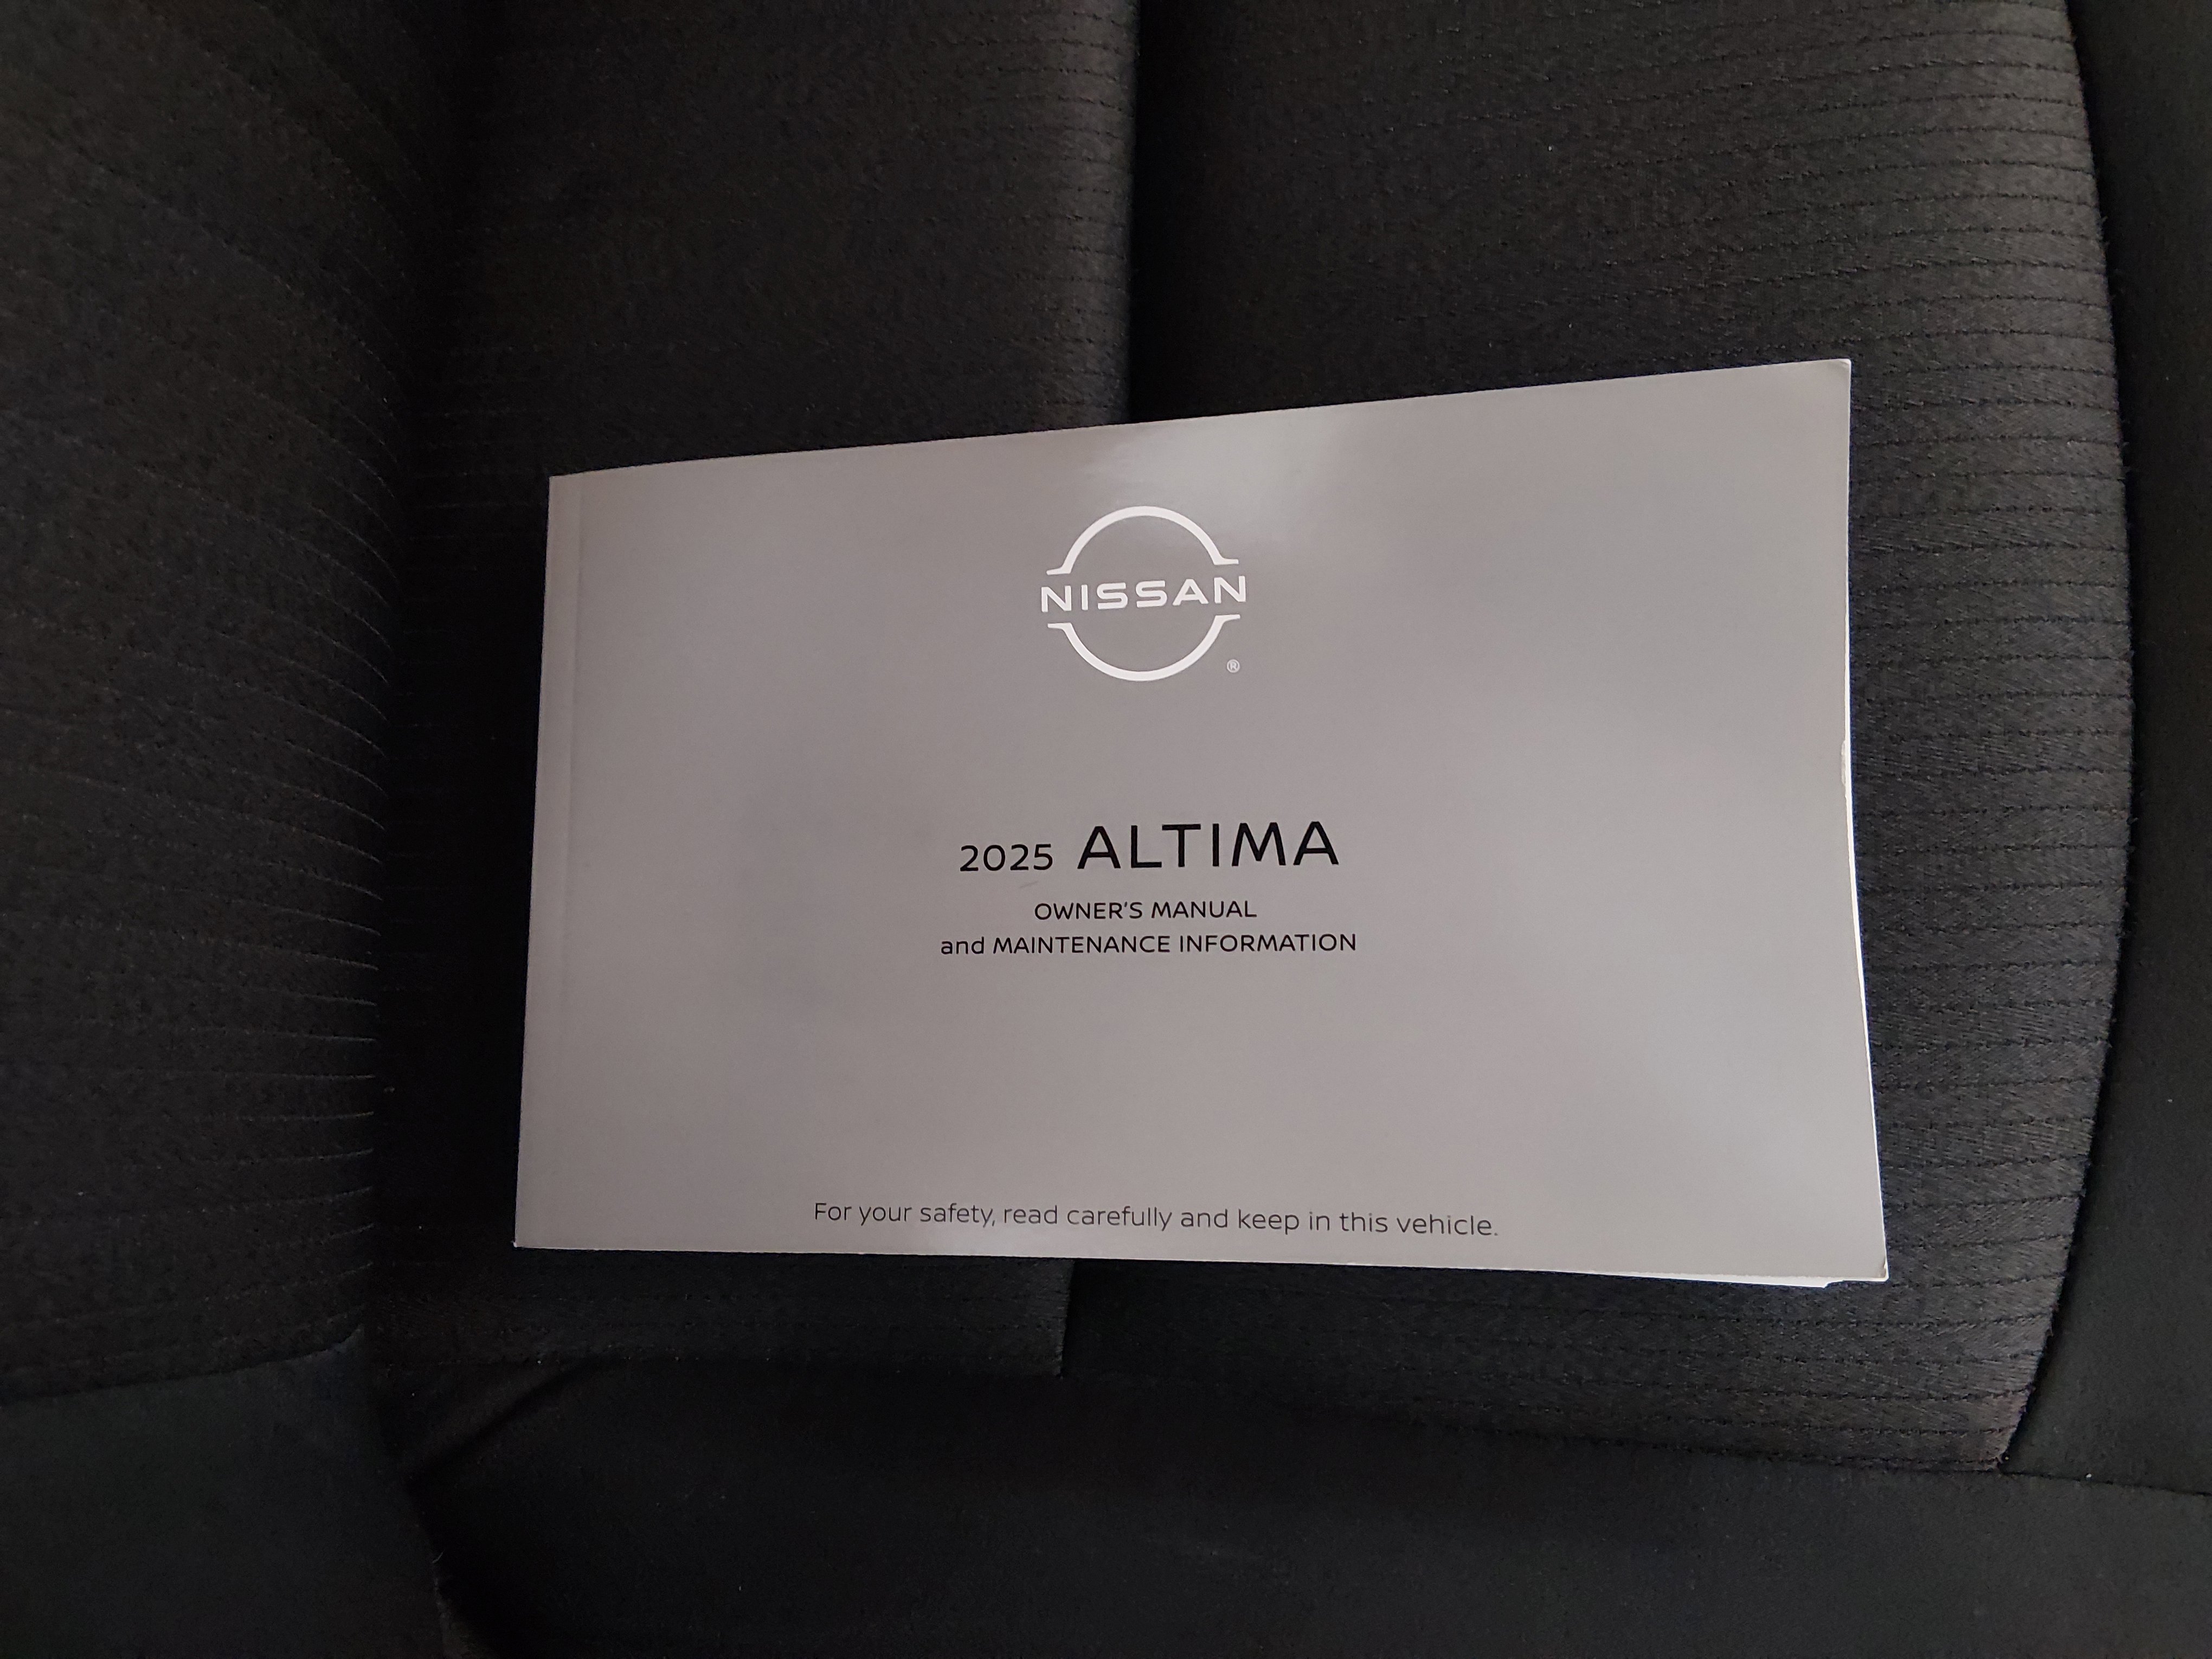 NISSAN
®
2025 ALTIMA
OWNER'S MANUAL
and MAINTENANCE INFORMATION
For your safety, read carefully and keep in this vehicle.